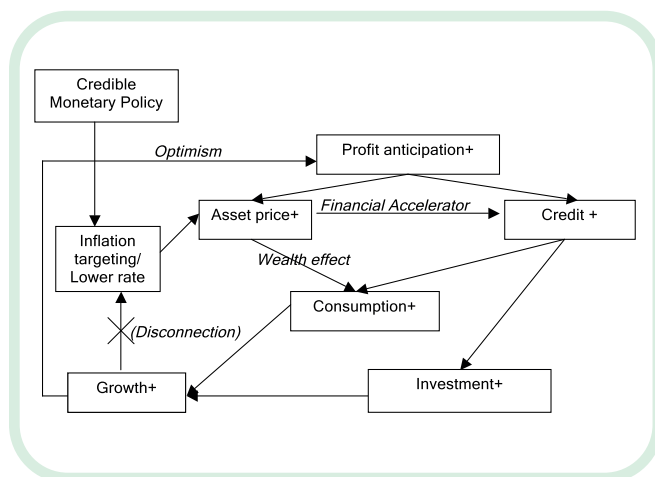 Credible
Monetary Policy
Optimism
Profit anticipation+
Asset price+
Financial Accelerator
Credit +
Inflation
targeting/
Lower rate
Wealth effect
Consumption+
(Disconnection)
Growth+
Investment+